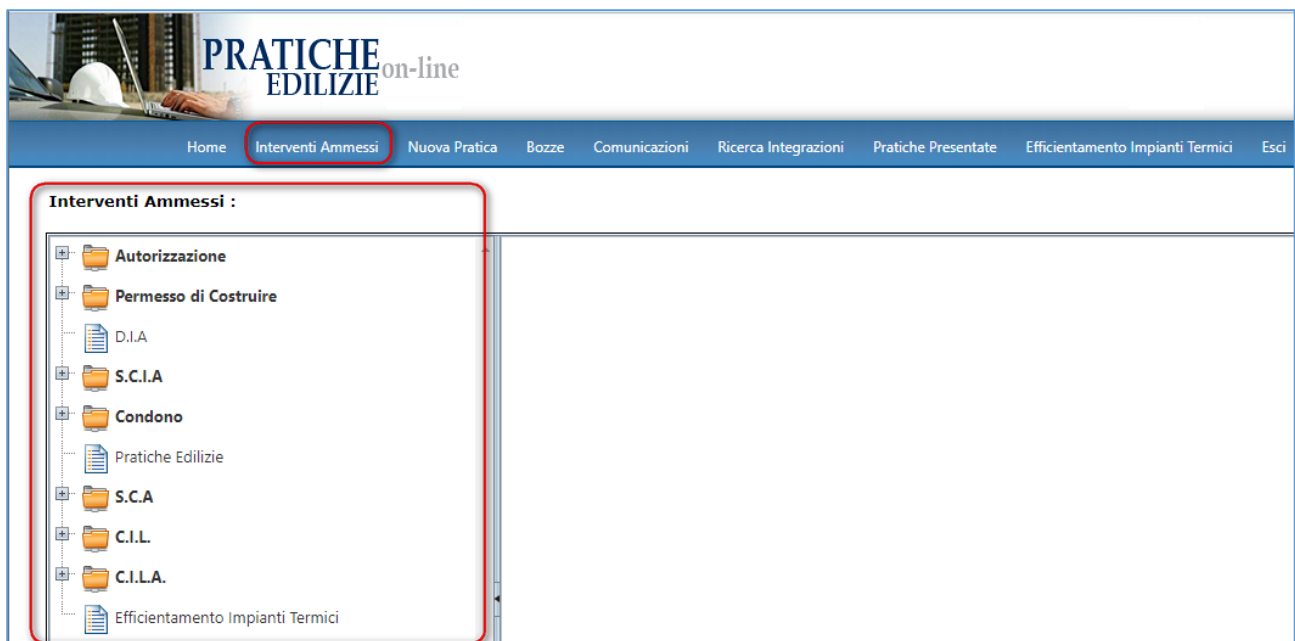 PRATICHE
EDILIZIE on-line
Home Interventi Ammessi Nuova Pratica Bozze Comunicazioni Ricerca Integrazioni Pratiche Presentate Efficientamento Impianti Termici Esci
Interventi Ammessi :
Autorizzazione
Permesso di Costruire
D.I.A
S.C.I.A
Condono
Pratiche Edilizie
S.C.A
C.I.L.
C.I.L.A.
Efficientamento Impianti Termici